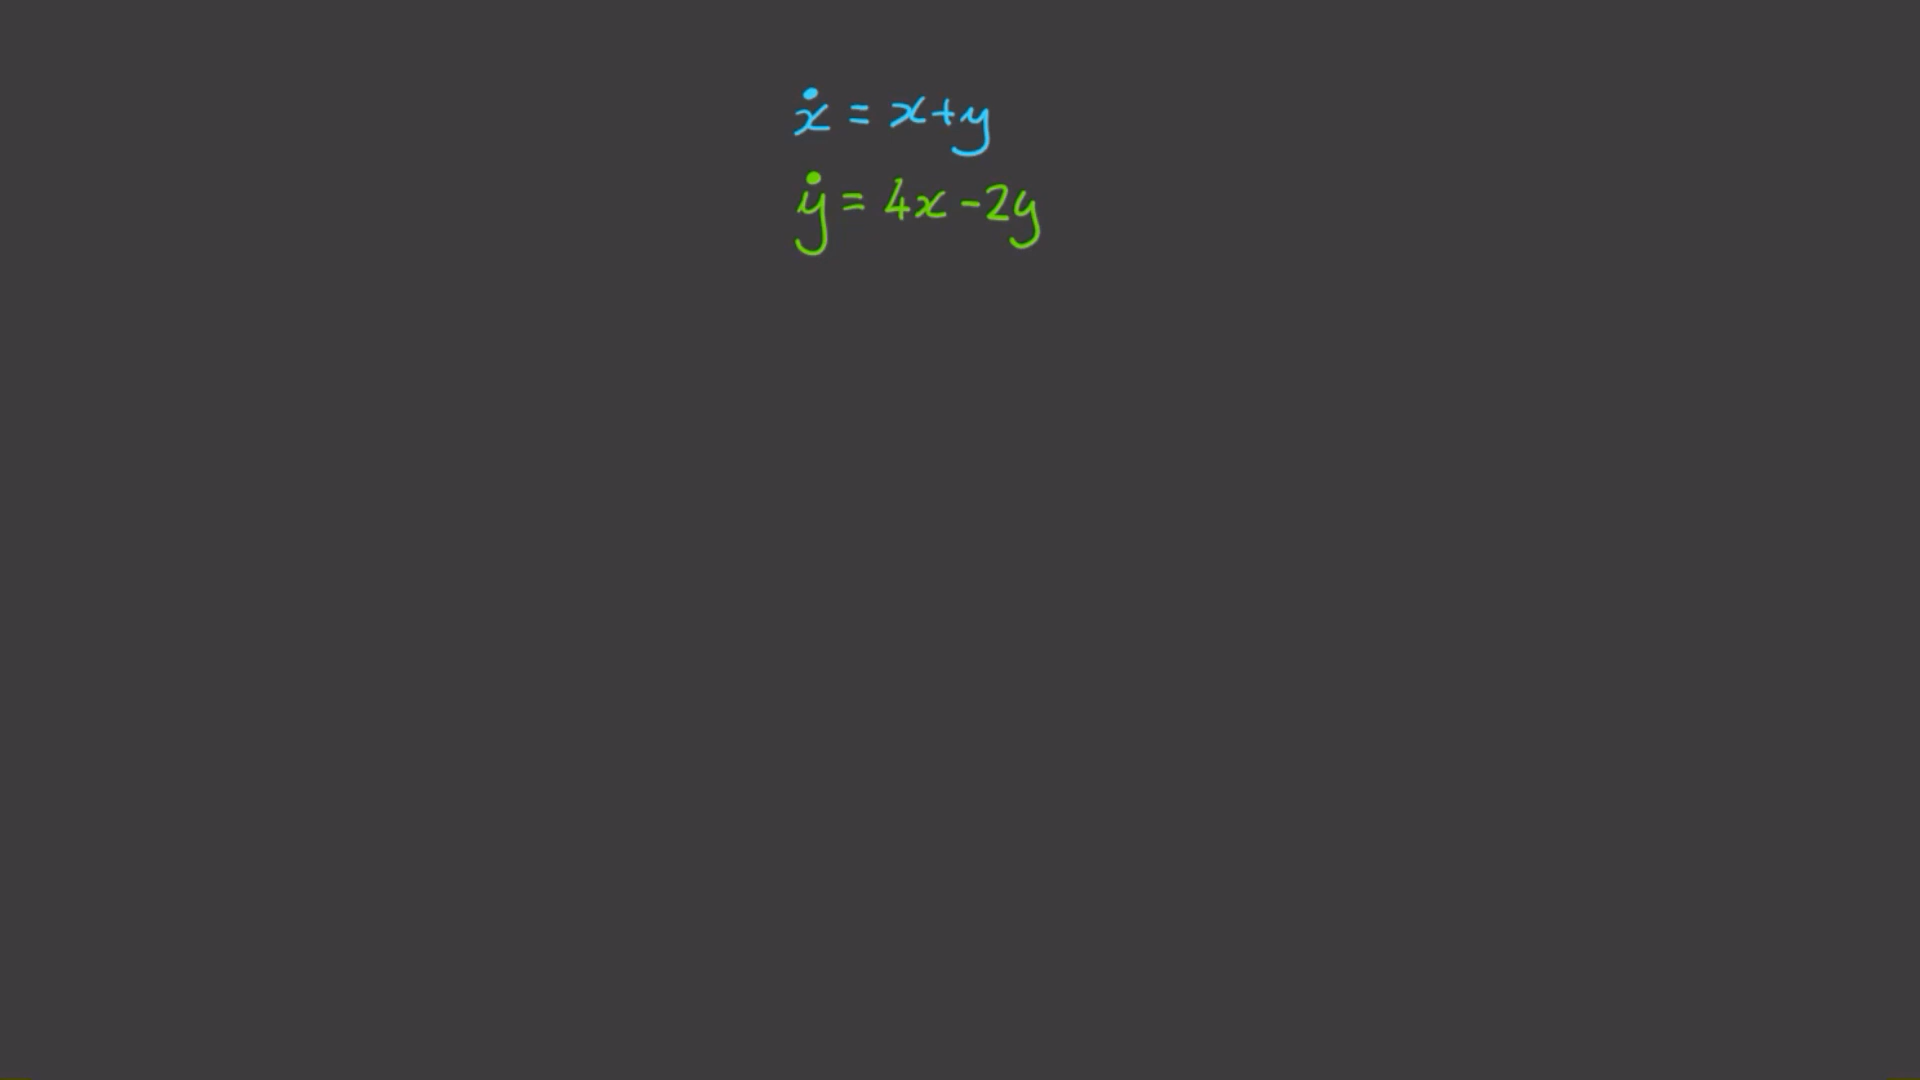 ẋ = x+y
ẏ = 4x -2y